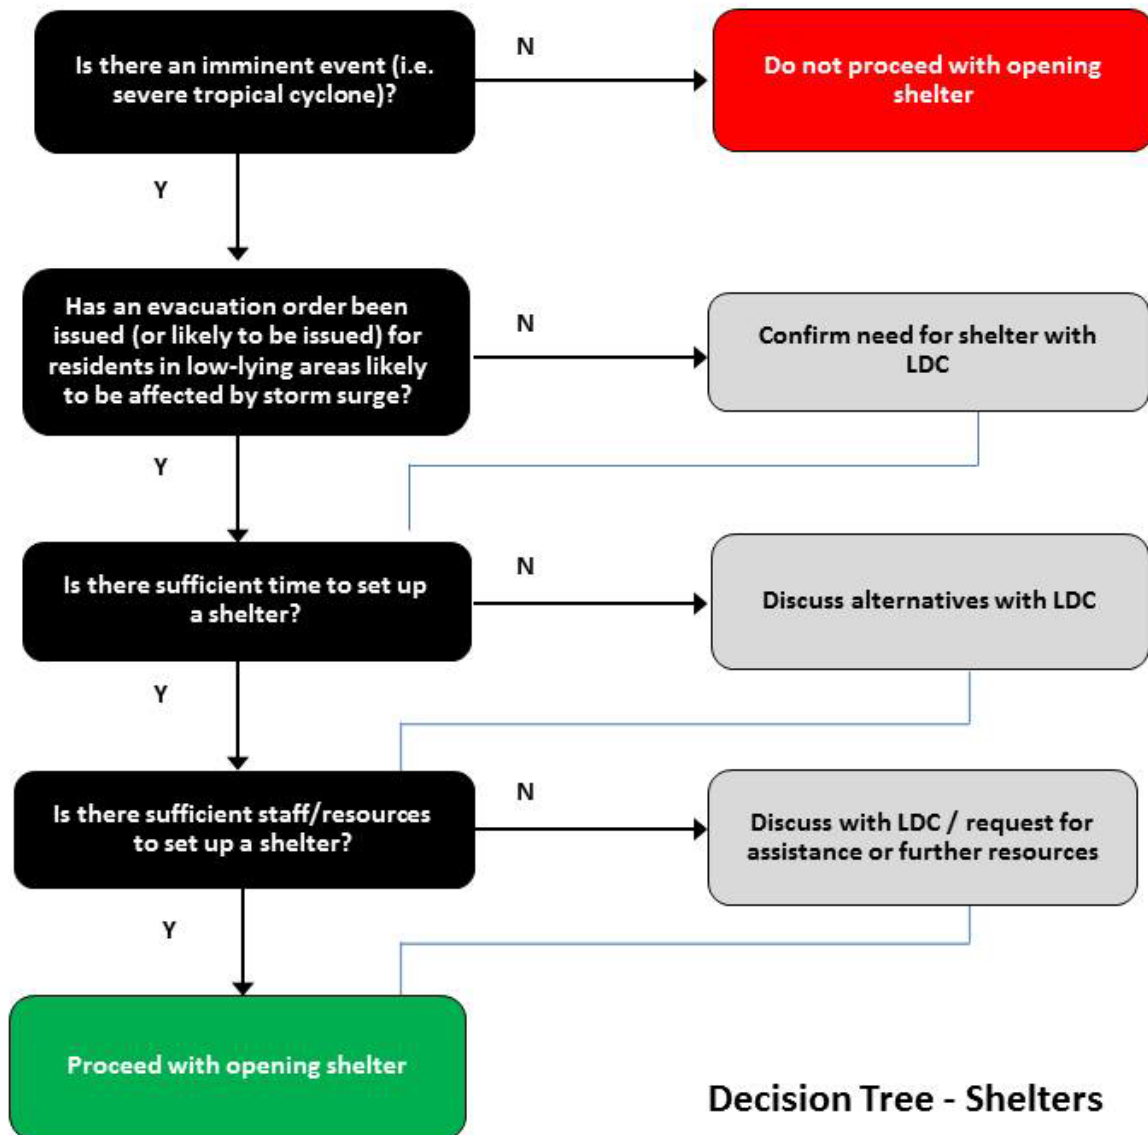 Is there an imminent event (i.e.
severe tropical cyclone)?
N
Do not proceed with opening
shelter
Y
Has an evacuation order been
issued (or likely to be issued) for
residents in low-lying areas likely
to be affected by storm surge?
N
Confirm need for shelter with
LDC
Y
Is there sufficient time to set up
a shelter?
N
Discuss alternatives with LDC
Y
Is there sufficient staff/resources
to set up a shelter?
N
Discuss with LDC / request for
assistance or further resources
Y
Proceed with opening shelter
Decision Tree - Shelters